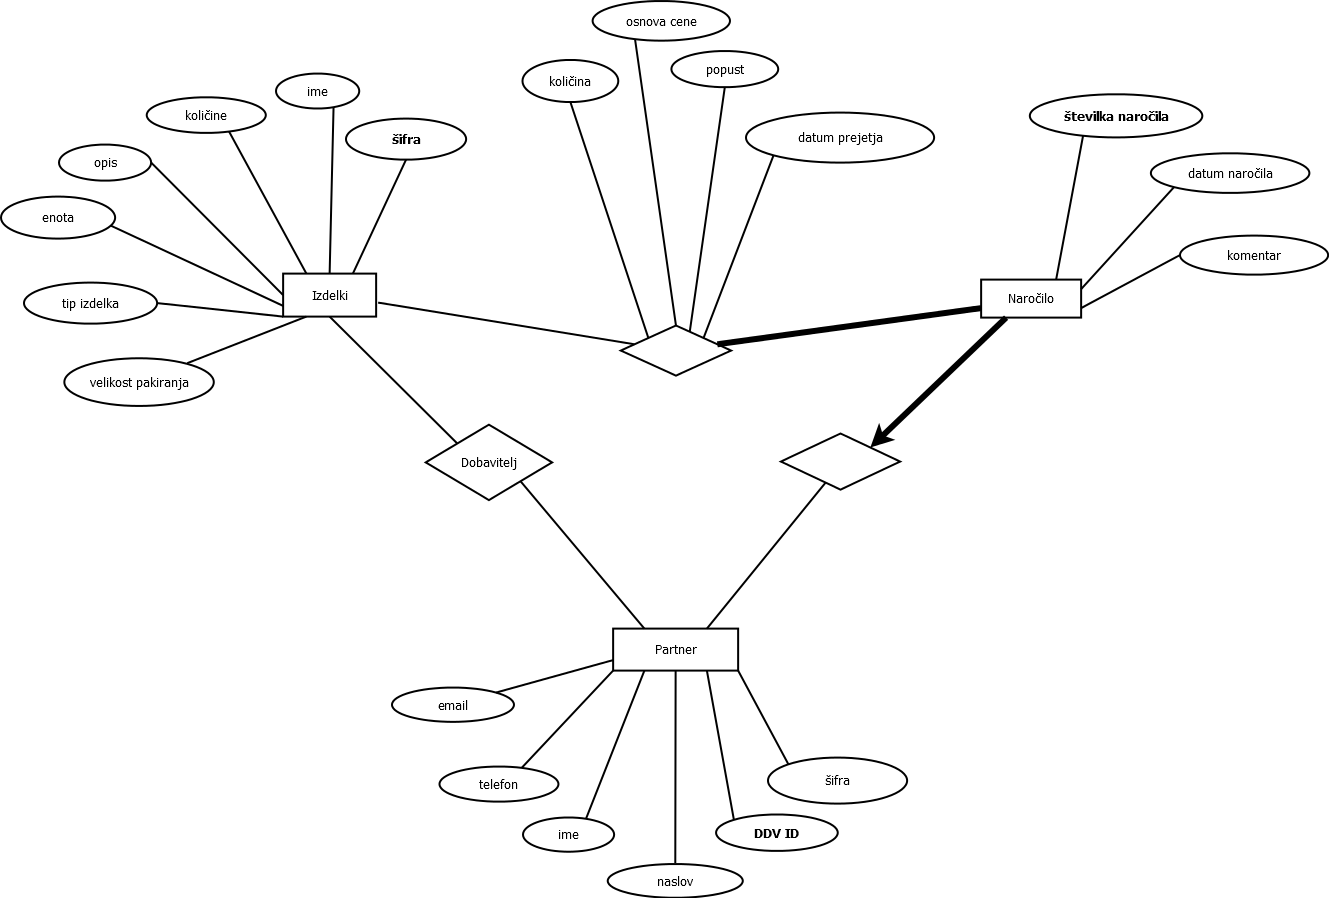 osnova cene
popust
količina
ime
količine
šifra
datum prejetja
številka naročila
opis
datum naročila
enota
komentar
Izdelki
Naročilo
tip izdelka
velikost pakiranja
Dobavitelj
Partner
email
šifra
telefon
DDV ID
ime
naslov